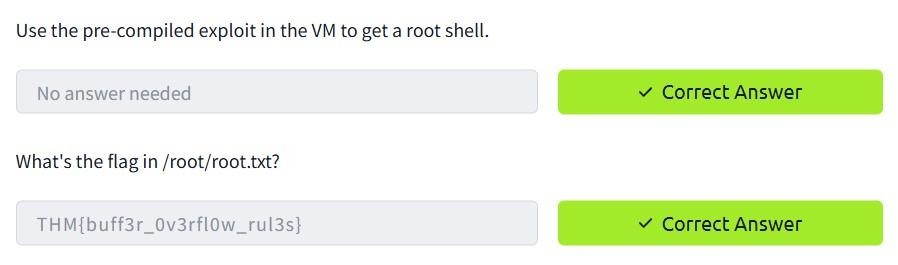 Use the pre-compiled exploit in the VM to get a root shell.
No answer needed
✓ Correct Answer
What's the flag in /root/root.txt?
THM{buff3r_0v3rfl0w_rul3s}
✓ Correct Answer